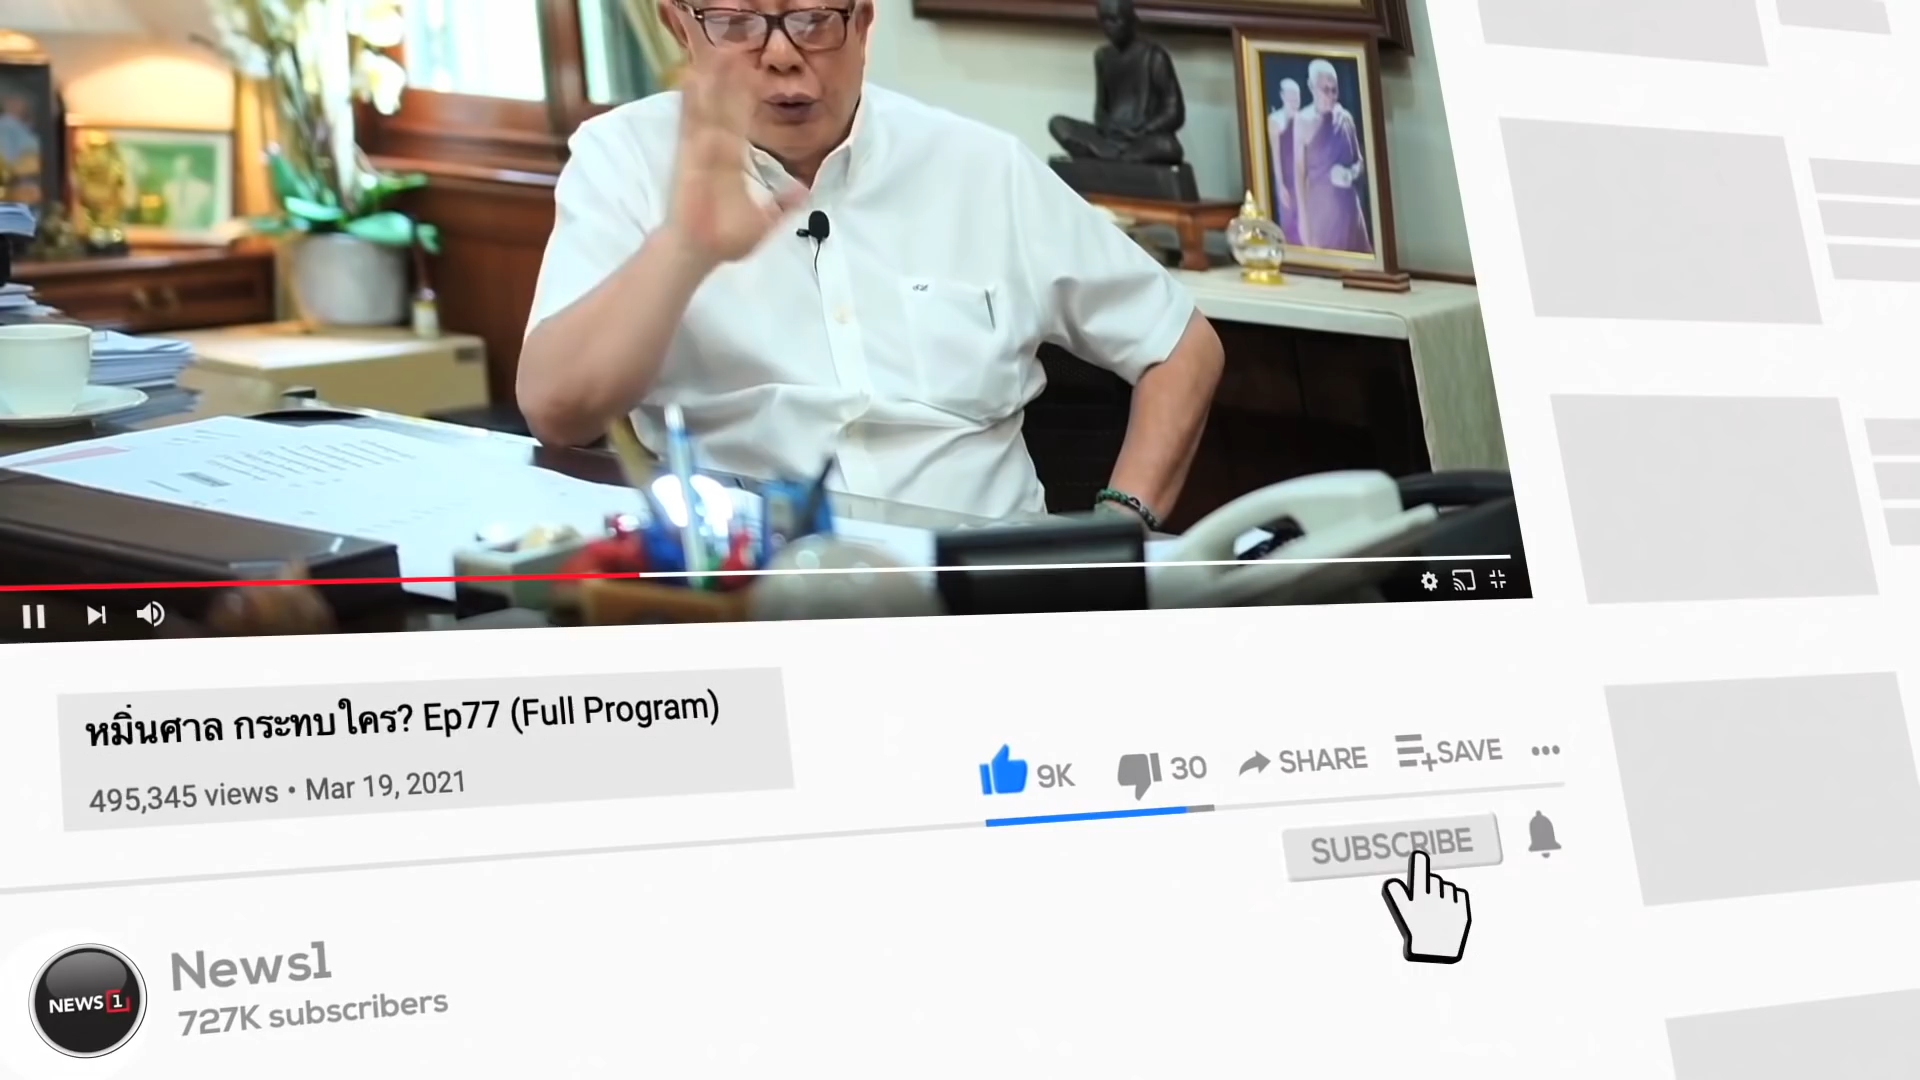 หมิ่นศาล กระทบใคร? Ep77 (Full Program)
495,345 views • Mar 19, 2021
9K
30
SHARE
SAVE
SUBSCRIBE
News1
727K subscribers
NEWS 1